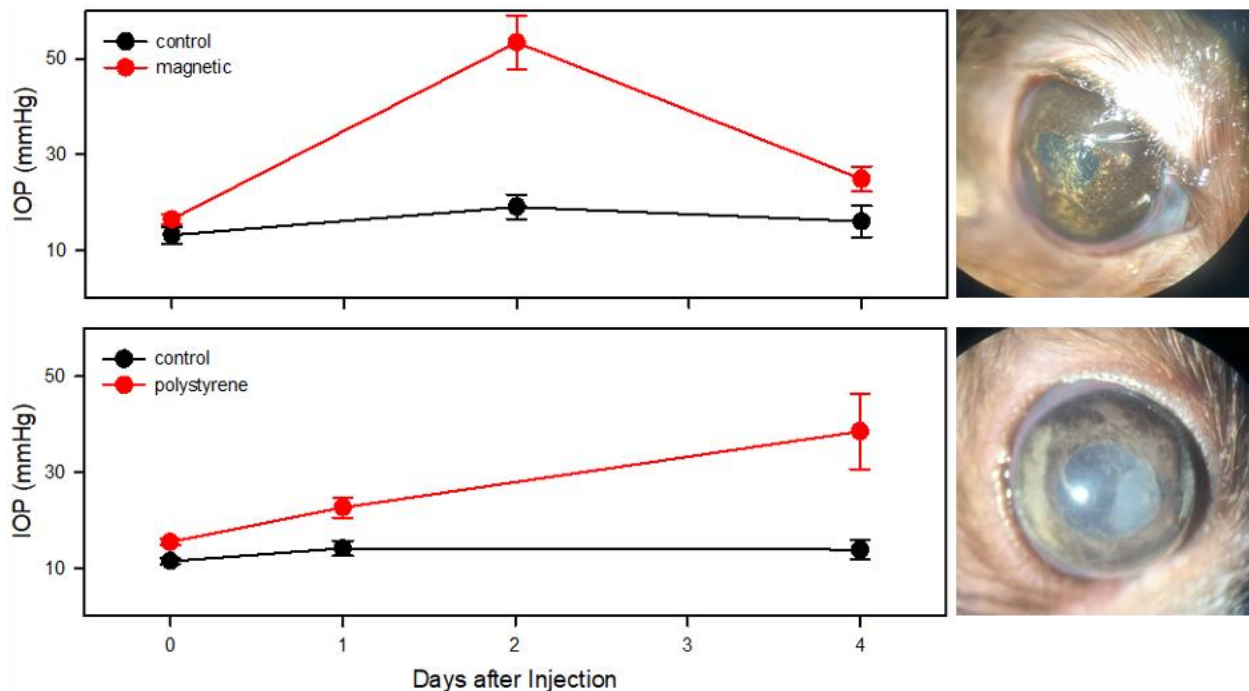 control
magnetic
50
30
10
IOP (mmHg)
control
polystyrene
50
30
10
IOP (mmHg)
0 1 2 3 4
Days after Injection